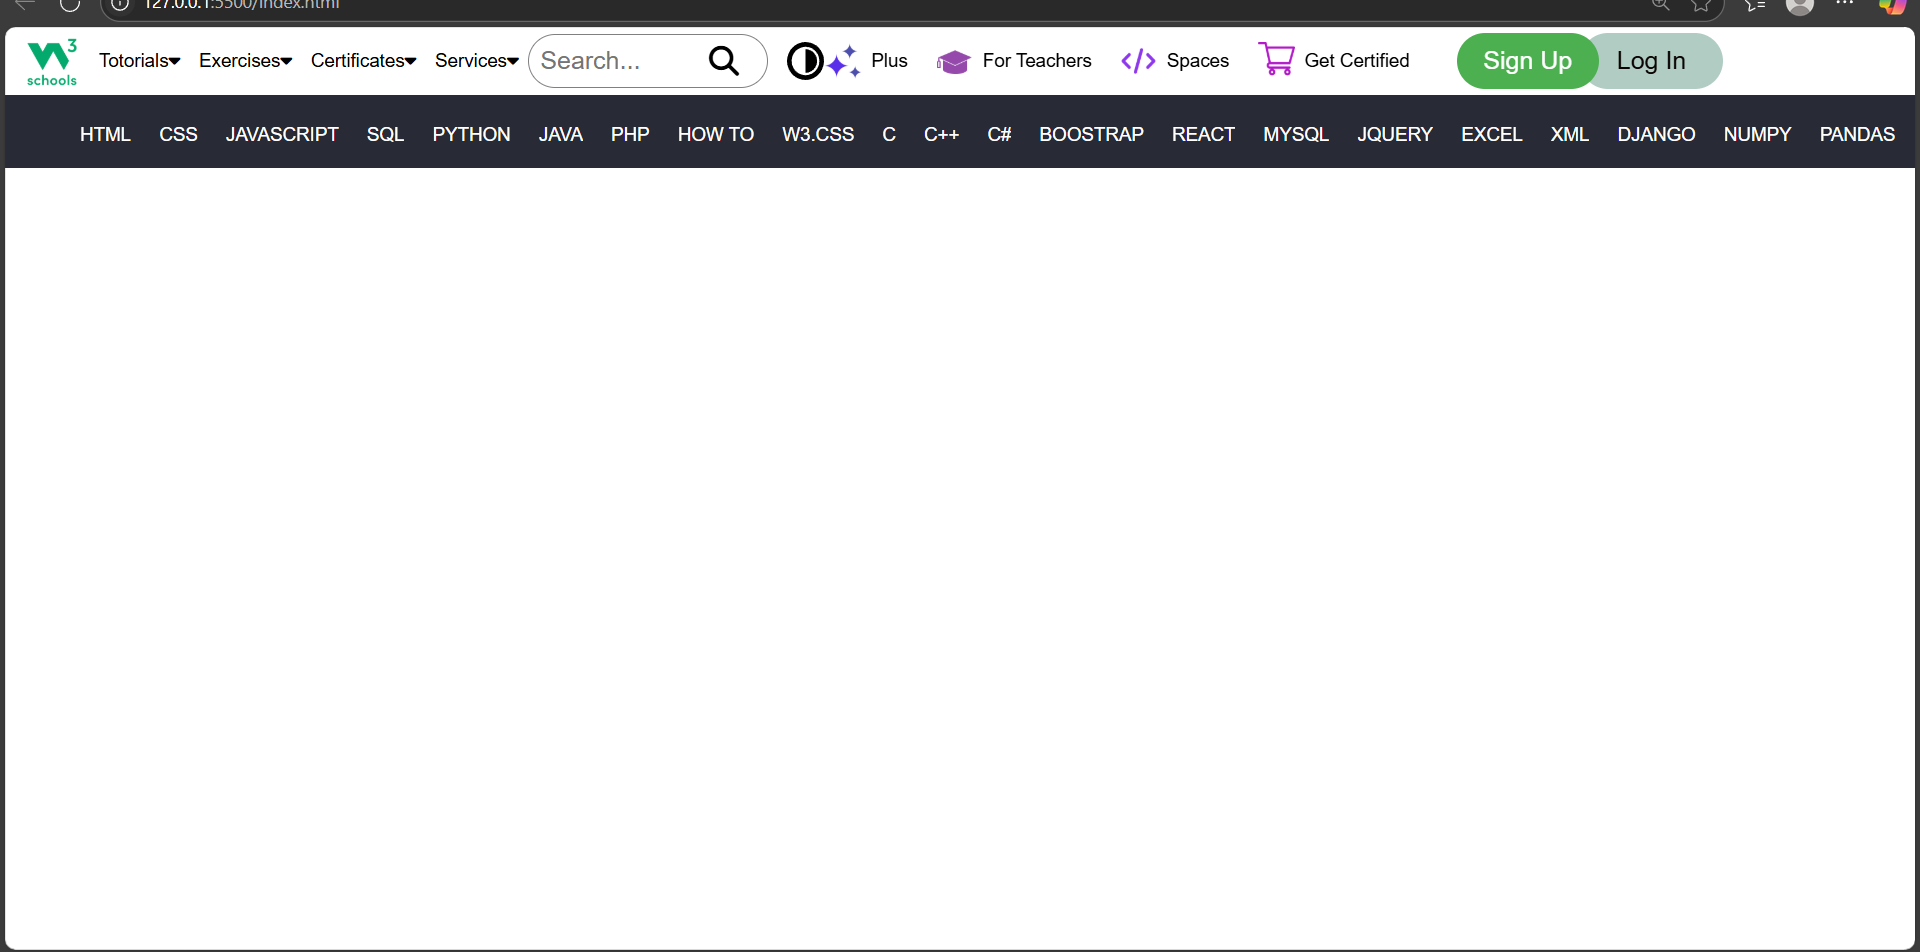 127.0.0.1:5500/index.html
W3 schools Totorials Exercises Certificates Services Search... Plus For Teachers </> Spaces Get Certified Sign Up Log In
HTML CSS JAVASCRIPT SQL PYTHON JAVA PHP HOW TO W3.CSS C C++ C# BOOSTRAP REACT MYSQL JQUERY EXCEL XML DJANGO NUMPY PANDAS